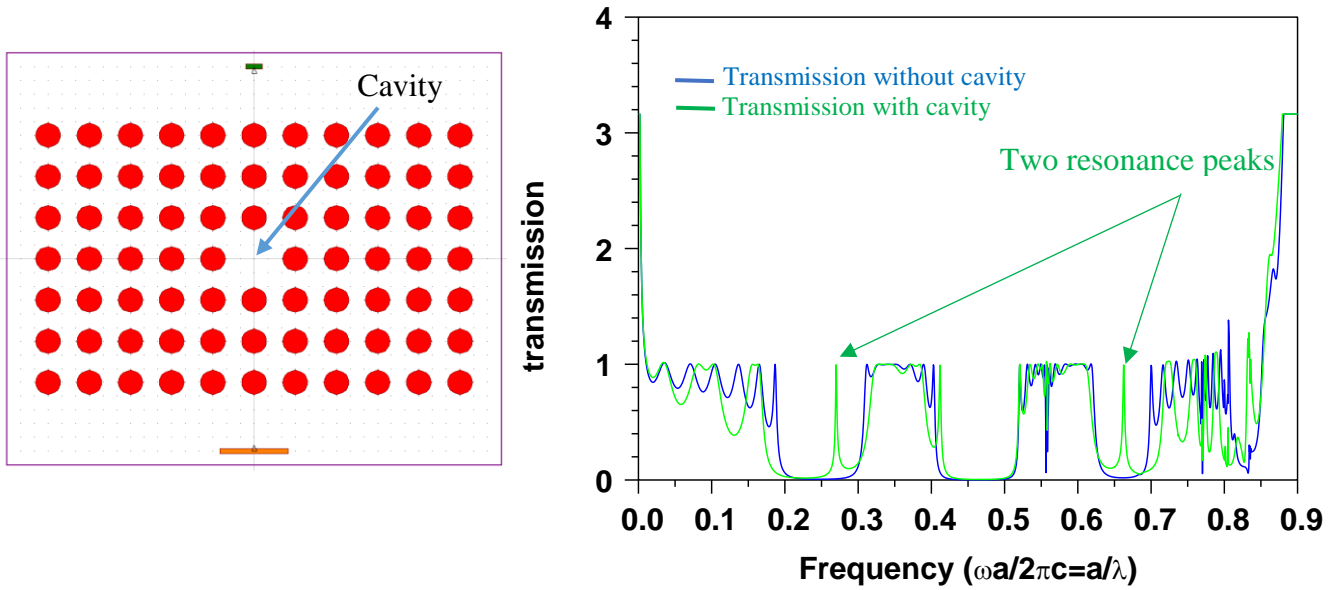 Cavity
4
3
2
1
0
transmission
Transmission without cavity
Transmission with cavity
Two resonance peaks
0.0 0.1 0.2 0.3 0.4 0.5 0.6 0.7 0.8 0.9
Frequency (ωa/2πc=a/λ)